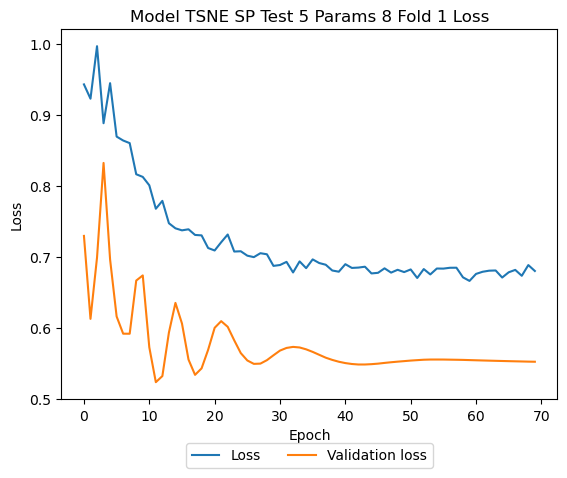 Model TSNE SP Test 5 Params 8 Fold 1 Loss
1.0
0.9
0.8
0.7
0.6
0.5
Loss
0 10 20 30 40 50 60 70
Epoch
Loss Validation loss